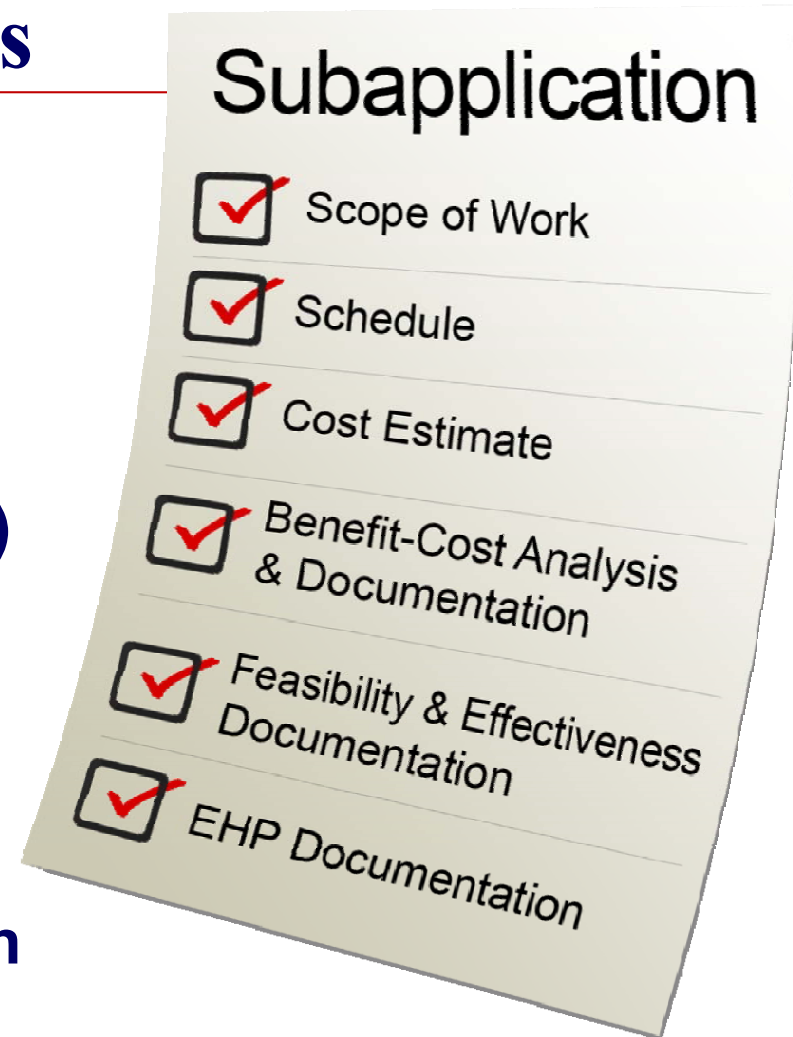 s
Subapplication
Scope of Work
Schedule
Cost Estimate
)
Benefit-Cost Analysis
& Documentation
Feasibility & Effectiveness
Documentation
EHP Documentation
n